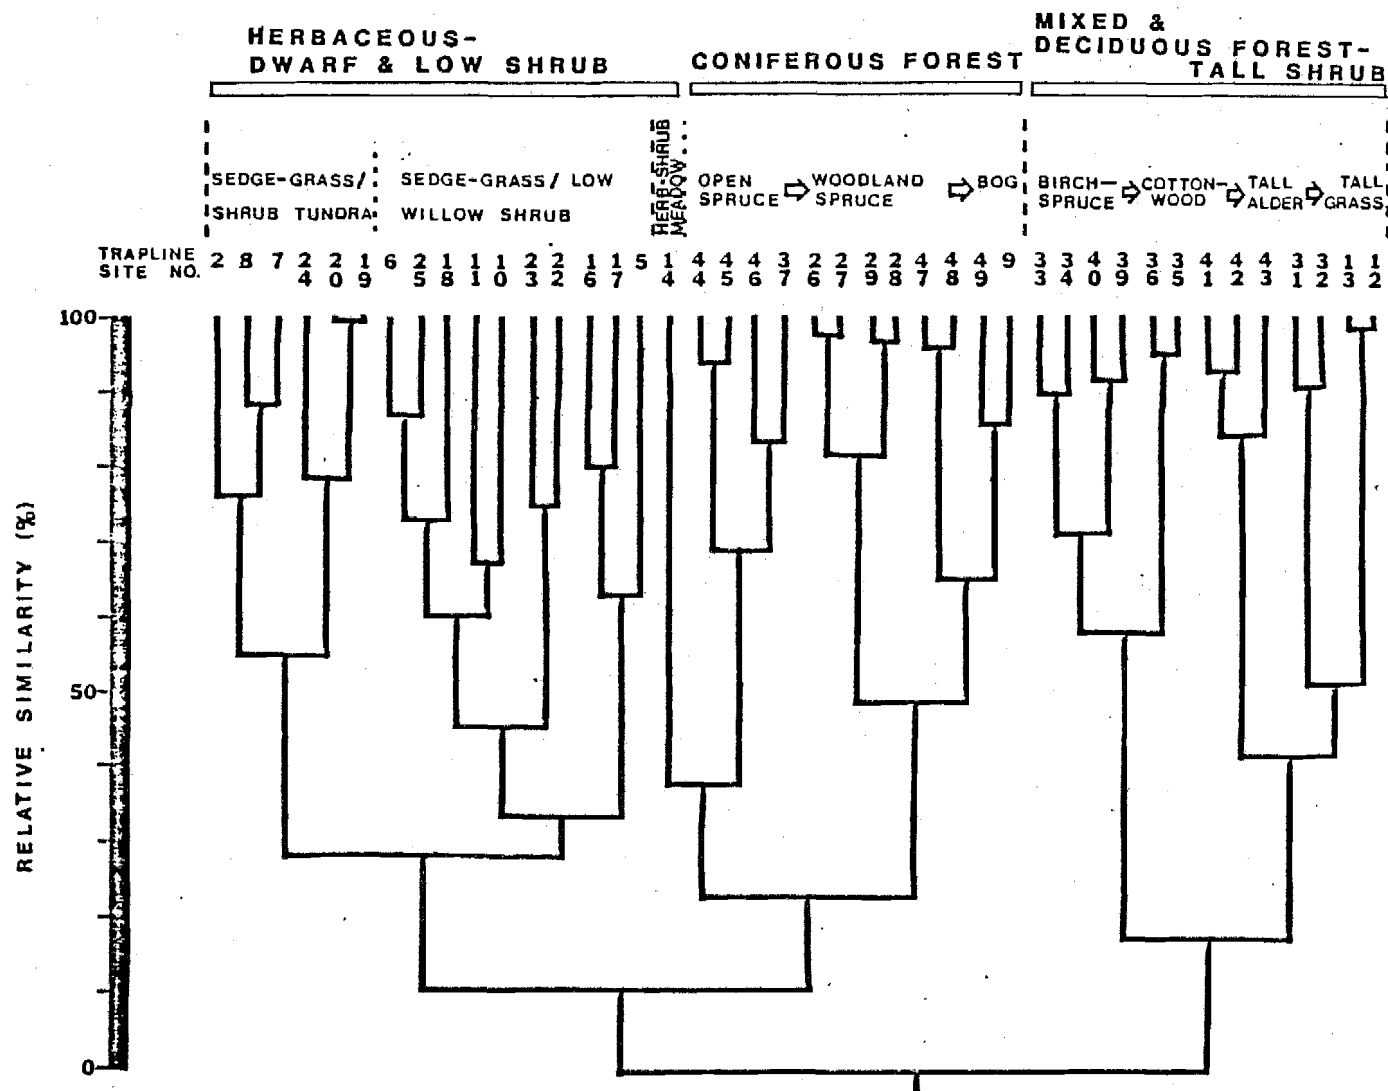 HERBACEOUS-
DWARF & LOW SHRUB
CONIFEROUS FOREST
MIXED &
DECIDUOUS FOREST-
TALL SHRUB
SEDGE-GRASS/
SHRUB TUNDRA
SEDGE-GRASS/ LOW
WILLOW SHRUB
HERB-SHRUB
MEADOW
OPEN
SPRUCE
WOODLAND
SPRUCE
BOG
BIRCH-
SPRUCE
COTTON-
WOOD
TALL
ALDER
TALL
GRASS
TRAPLINE
SITE NO.
2 8 7 24 20 19 6 25 18 11 10 23 22 16 17 5 14 44 45 46 37 26 27 29 28 47 48 49 9 33 34 40 39 36 35 41 42 43 31 32 13 12
RELATIVE SIMILARITY (%)
100
50
0